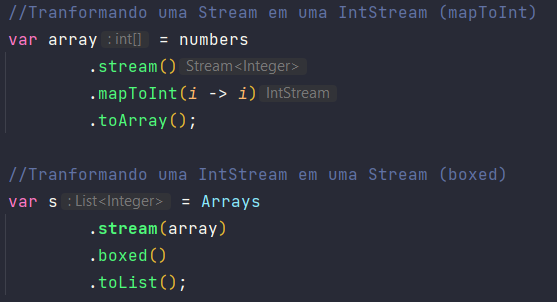 //Tranformando uma Stream em uma IntStream (mapToInt)
var array : int[] = numbers
.stream() Stream<Integer>
.mapToInt(i -> i) IntStream
.toArray();
//Tranformando uma IntStream em uma Stream (boxed)
var s : List<Integer> = Arrays
.stream(array)
.boxed()
.toList();